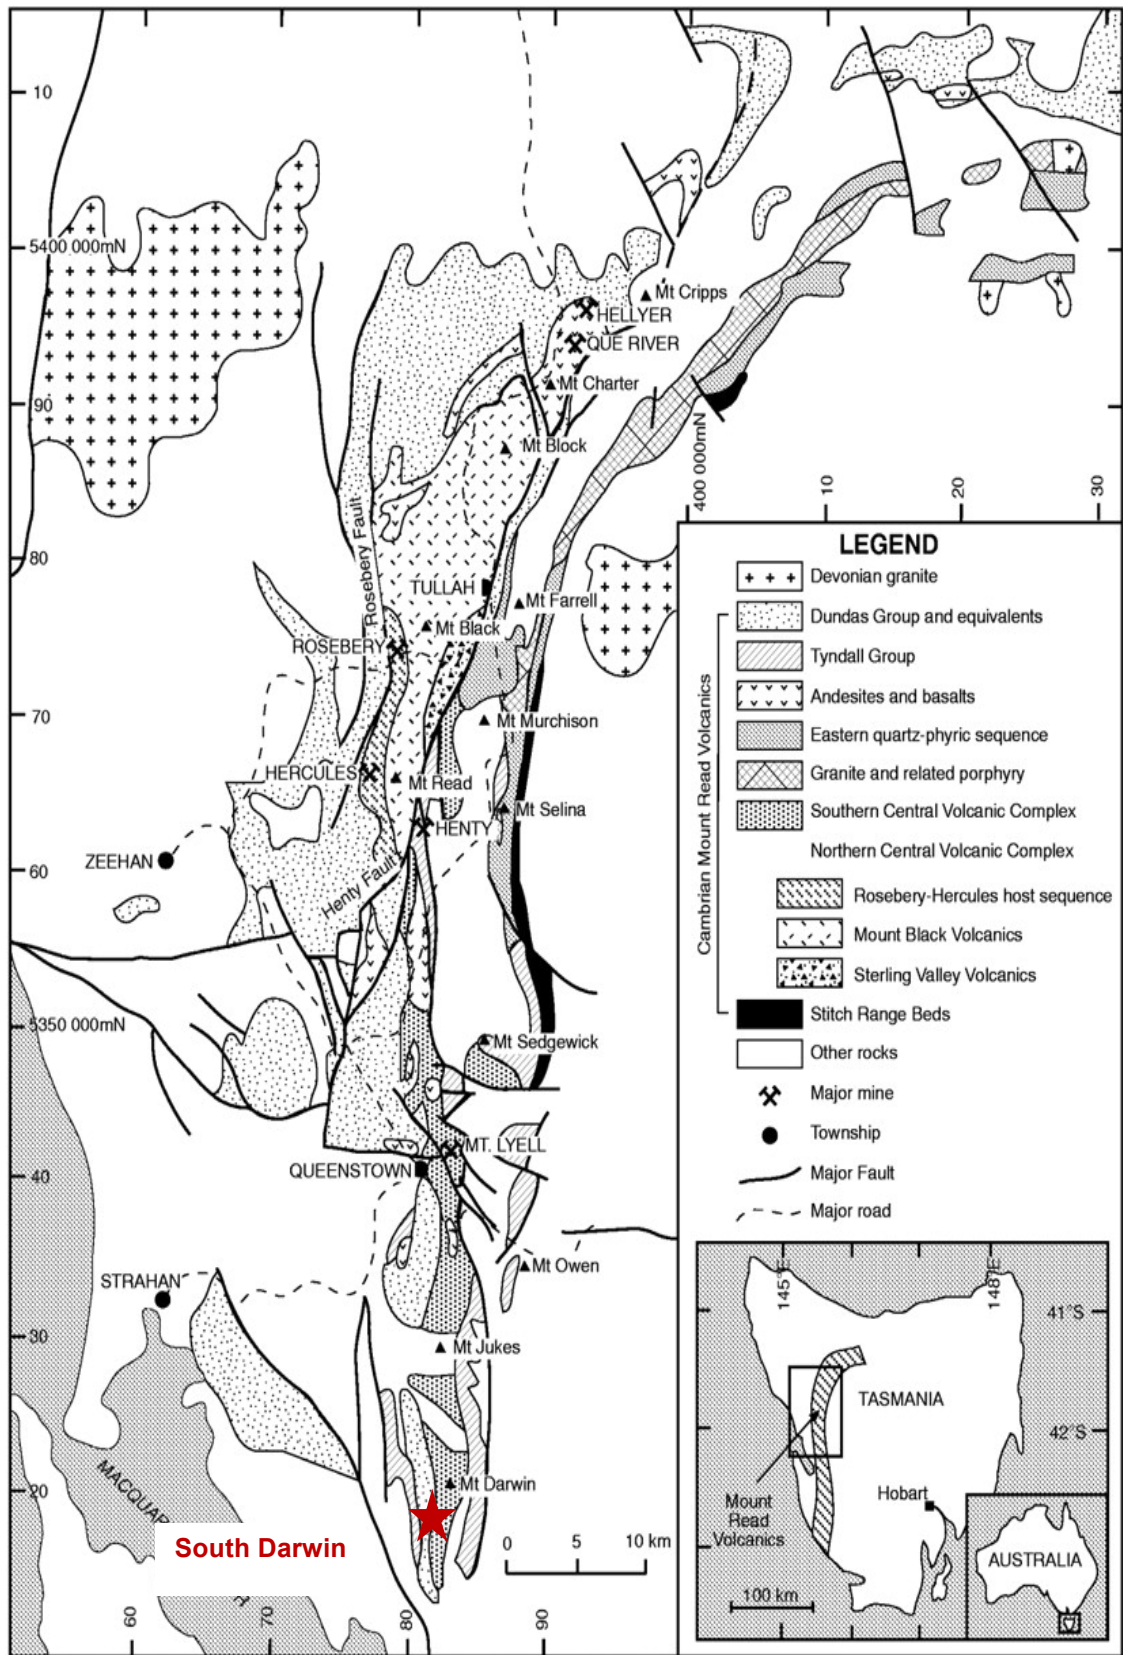 10
5400 000mN
Mt Cripps
HELLYER
QUE RIVER
Mt Charter
90
Mt Block
400 000mN
10
20
30
Rosebery Fault
80
TULLAH
Mt Farrell
Mt Black
ROSEBERY
70
Mt Murchison
HERCULES
Mt Read
Mt Selina
HENTY
ZEEHAN
60
Henty Fault
5350 000mN
Mt Sedgewick
MT. LYELL
QUEENSTOWN
40
Mt Owen
STRAHAN
30
Mt Jukes
20
Mt Darwin
MACQUAR
R
South Darwin
0 5 10 km
60
70
80
90
LEGEND
Devonian granite
Dundas Group and equivalents
Tyndall Group
Andesites and basalts
Eastern quartz-phyric sequence
Granite and related porphyry
Southern Central Volcanic Complex
Northern Central Volcanic Complex
Rosebery-Hercules host sequence
Mount Black Volcanics
Sterling Valley Volcanics
Stitch Range Beds
Other rocks
Major mine
Township
Major Fault
Major road
Cambrian Mount Read Volcanics
145°E
148°E
41°S
TASMANIA
42°S
Hobart
Mount
Read
Volcanics
100 km
AUSTRALIA